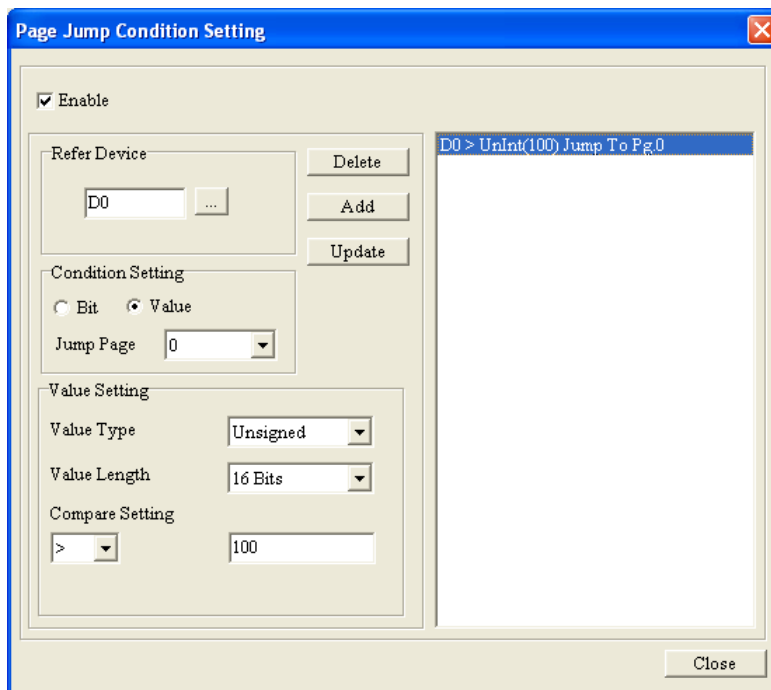 Page Jump Condition Setting
Enable
Refer Device
D0
...
Delete
Add
Update
Condition Setting
Bit
Value
Jump Page
0
Value Setting
Value Type
Unsigned
Value Length
16 Bits
Compare Setting
>
100
D0 > UnInt(100) Jump To Pg.0
Close